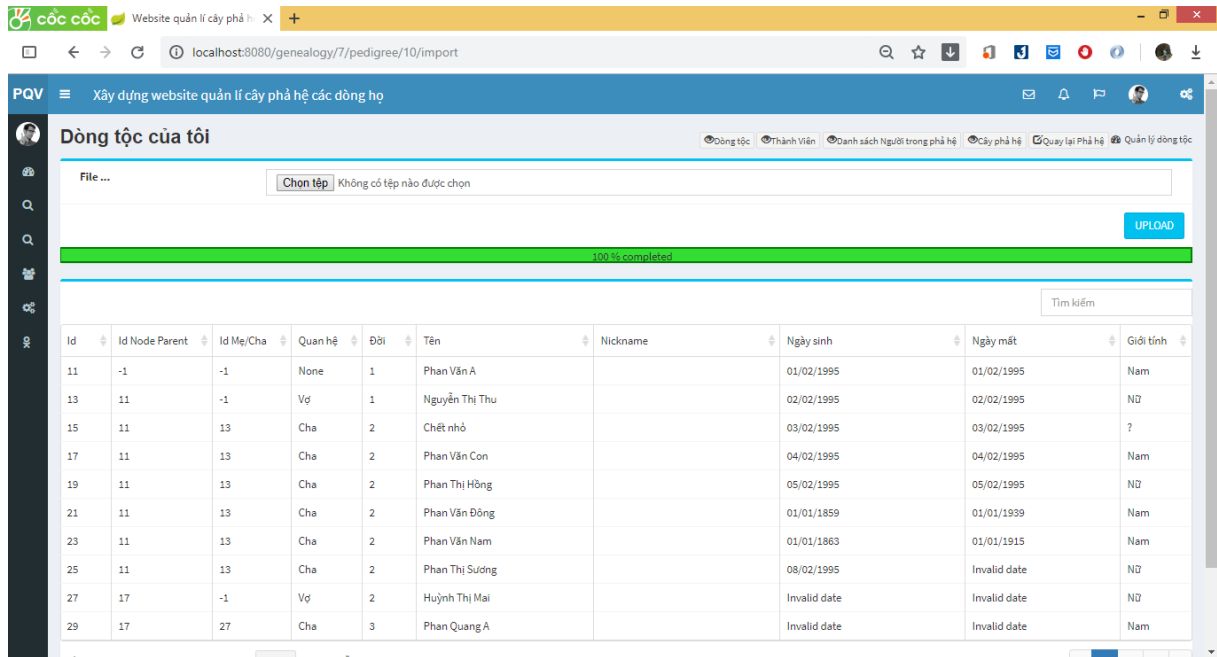 cốc cốc Website quản lí cây phả h
localhost:8080/genealogy/7/pedigree/10/import
PQV Xây dựng website quản lí cây phả hệ các dòng họ
Dòng tộc của tôi Dòng tộc Thành Viên Danh sách Người trong phả hệ Cây phả hệ Quay lại Phả hệ Quản lý dòng tộc
File ... Chọn tệp Không có tệp nào được chọn
UPLOAD
100 % completed
Tìm kiếm
Id Id Node Parent Id Mẹ/Cha Quan hệ Đời Tên Nickname Ngày sinh Ngày mất Giới tính
11 -1 -1 None 1 Phan Văn A 01/02/1995 01/02/1995 Nam
13 11 -1 Vợ 1 Nguyễn Thị Thu 02/02/1995 02/02/1995 Nữ
15 11 13 Cha 2 Chết nhỏ 03/02/1995 03/02/1995 ?
17 11 13 Cha 2 Phan Văn Con 04/02/1995 04/02/1995 Nam
19 11 13 Cha 2 Phan Thị Hồng 05/02/1995 05/02/1995 Nữ
21 11 13 Cha 2 Phan Văn Đông 01/01/1859 01/01/1939 Nam
23 11 13 Cha 2 Phan Văn Nam 01/01/1863 01/01/1915 Nam
25 11 13 Cha 2 Phan Thị Sương 08/02/1995 Invalid date Nữ
27 17 -1 Vợ 2 Huỳnh Thị Mai Invalid date Invalid date Nữ
29 17 27 Cha 3 Phan Quang A Invalid date Invalid date Nam